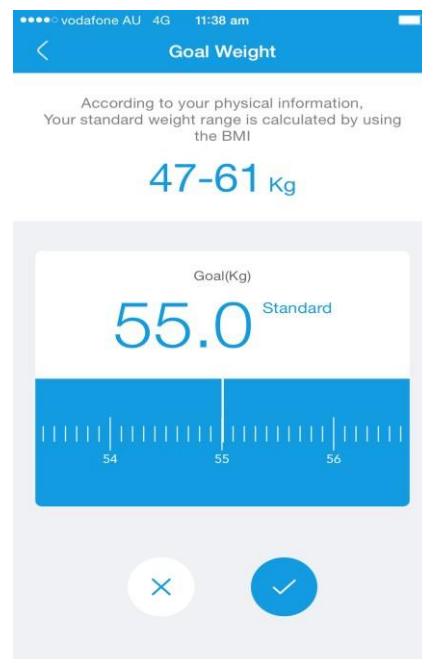 vodafone AU 4G 11:38 am
Goal Weight
According to your physical information,
Your standard weight range is calculated by using
the BMI
47-61 Kg
Goal(Kg)
55.0 Standard
54 55 56